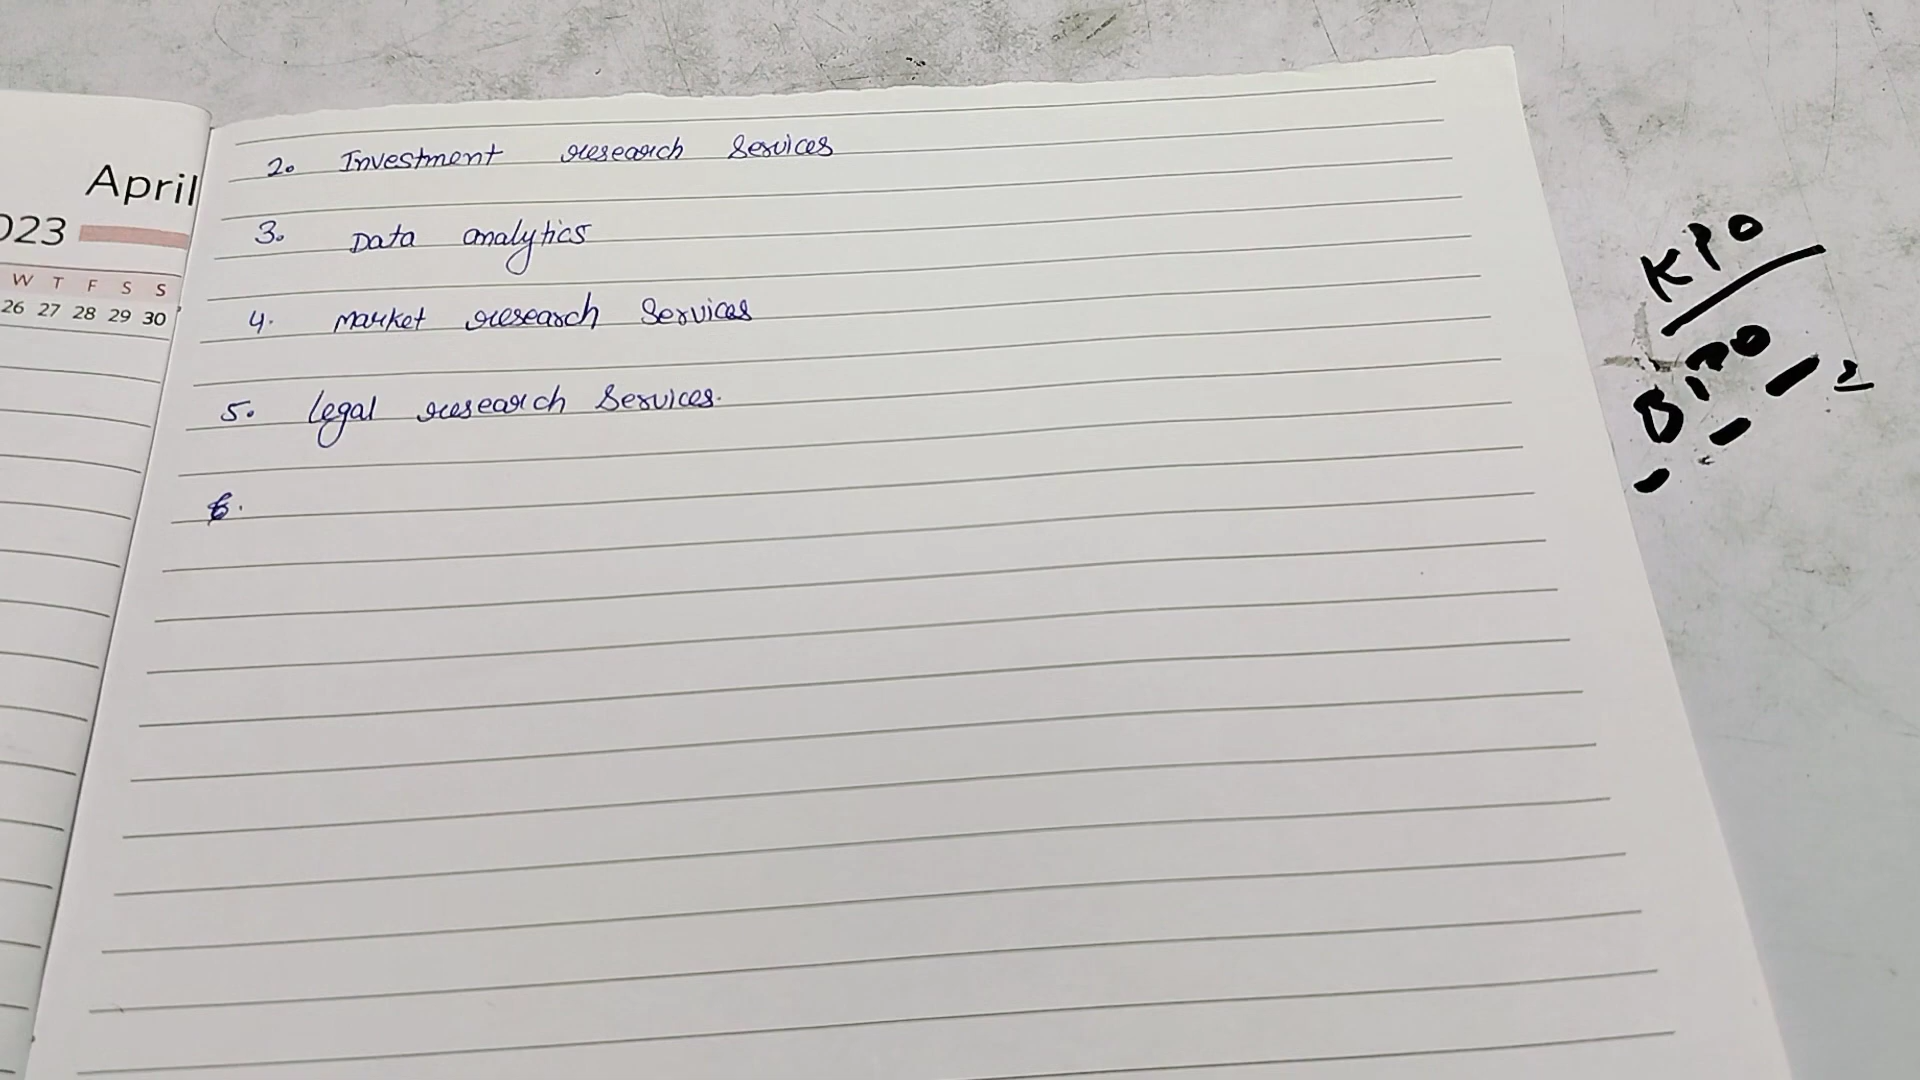 April
023
W T F S S
26 27 28 29 30
2. Investment research Services
3. Data analytics
4. Market research Services
5. legal research Services.
6.
KPO
BPO